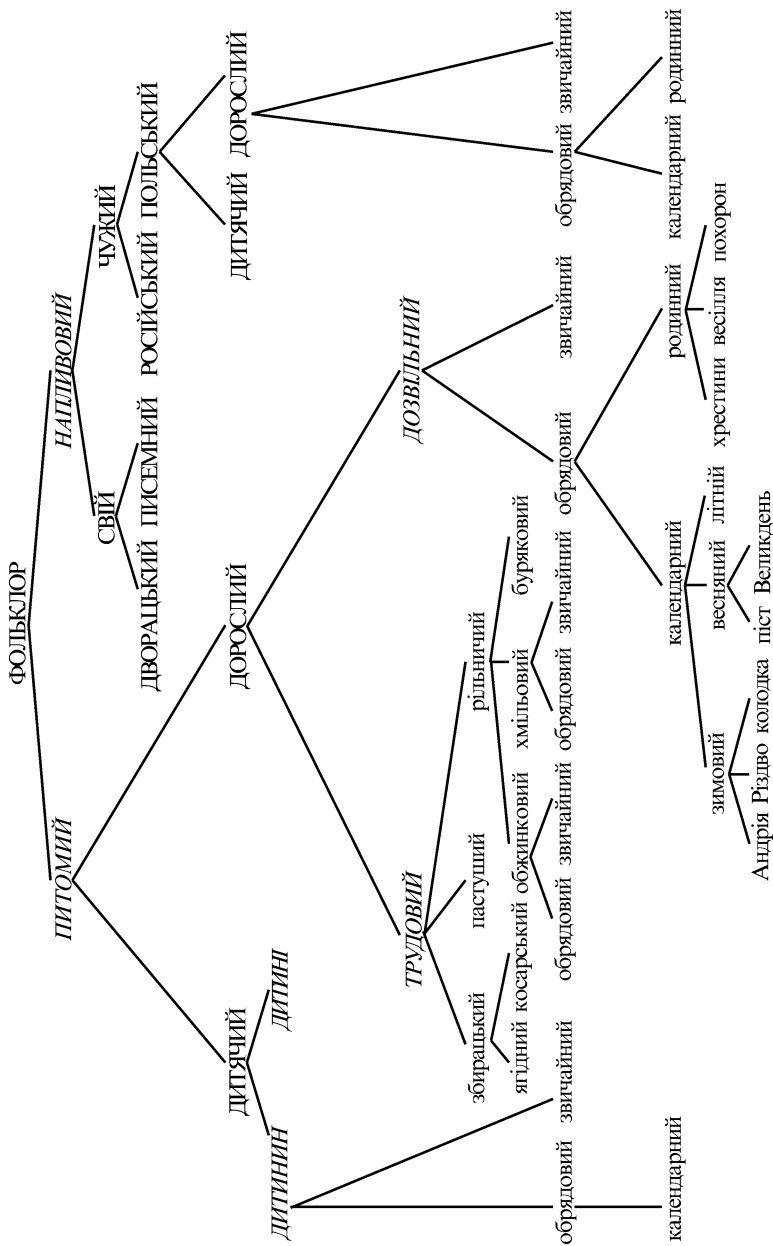 ФОЛЬКЛОР
ПИТОМИЙ НАПЛИВОВИЙ
СВІЙ ЧУЖИЙ
ДВОРАЦЬКИЙ ПИСЕМНИЙ РОСІЙСЬКИЙ ПОЛЬСЬКИЙ
ДИТЯЧИЙ ДОРОСЛИЙ ДИТЯЧИЙ ДОРОСЛИЙ
ДИТИНИН ДИТИНІ
ТРУДОВИЙ ДОЗВІЛЬНИЙ
збирацький пастуший рільничий
ягідний косарський обжинковий хмільовий буряковий
обрядовий звичайний обрядовий звичайний обрядовий звичайний обрядовий звичайний обрядовий звичайний
календарний календарний родинний календарний родинний
зимовий весняний літній хрестини весілля похорон
Андрія Різдво колодка піст Великдень